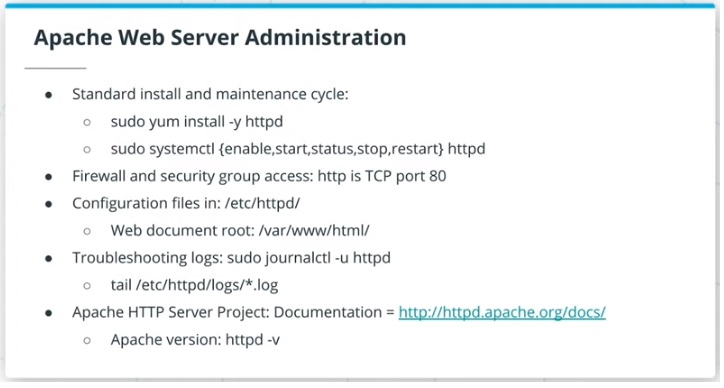 Apache Web Server Administration
● Standard install and maintenance cycle:
○ sudo yum install -y httpd
○ sudo systemctl {enable,start,status,stop,restart} httpd
● Firewall and security group access: http is TCP port 80
● Configuration files in: /etc/httpd/
○ Web document root: /var/www/html/
● Troubleshooting logs: sudo journalctl -u httpd
○ tail /etc/httpd/logs/*.log
● Apache HTTP Server Project: Documentation = http://httpd.apache.org/docs/
○ Apache version: httpd -v